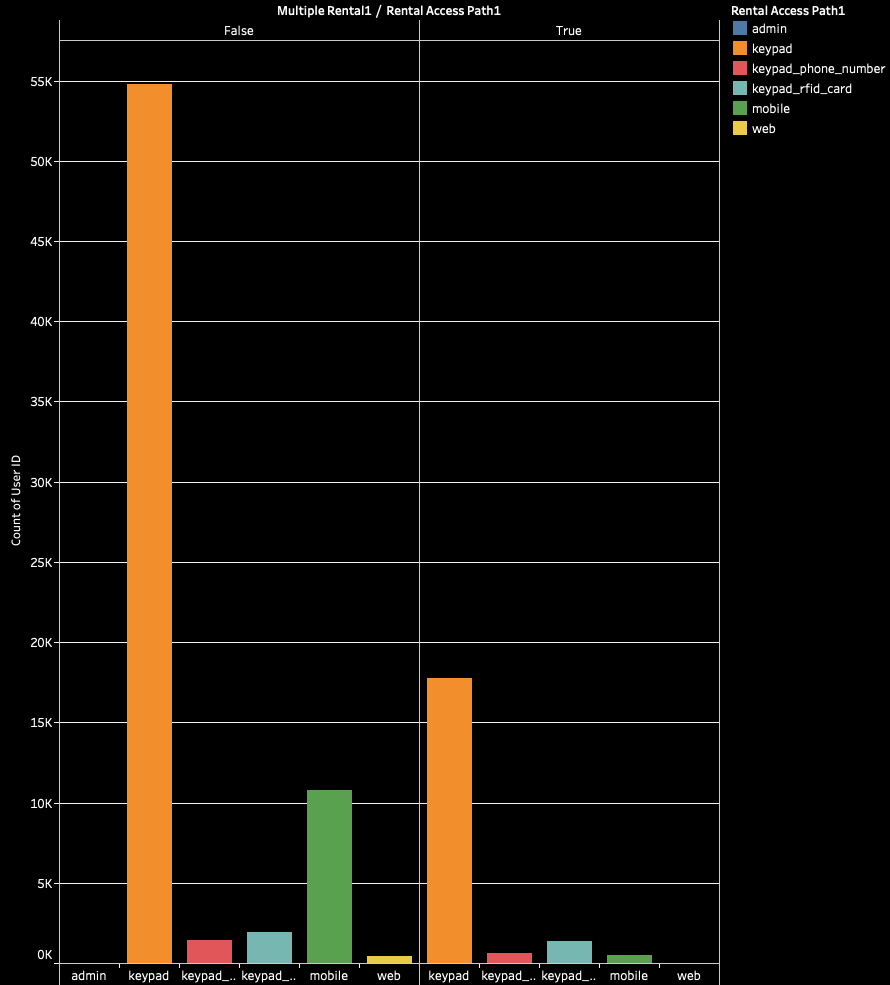 Multiple Rental1 / Rental Access Path1
False
True
Rental Access Path1
admin
keypad
keypad_phone_number
keypad_rfid_card
mobile
web
55K
50K
45K
40K
35K
30K
25K
20K
15K
10K
5K
0K
Count of User ID
admin keypad keypad_.. keypad_.. mobile web keypad keypad_.. keypad_.. mobile web